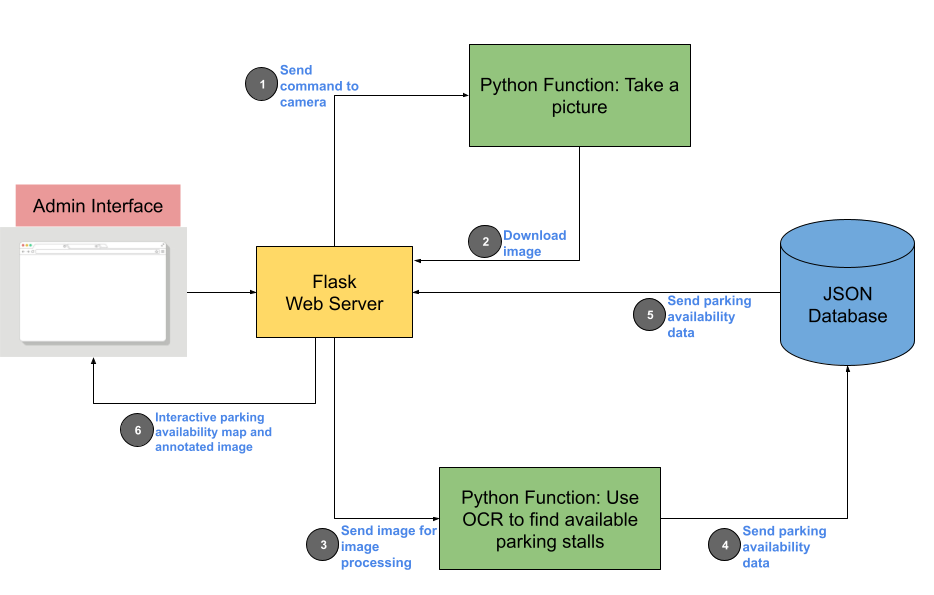 1
Send
command to
camera
Python Function: Take a
picture
Admin Interface
2
Download
image
Flask
Web Server
JSON
Database
5
Send parking
availability
data
6
Interactive parking
availability map and
annotated image
Python Function: Use
OCR to find available
parking stalls
3
Send image for
image
processing
4
Send parking
availability
data